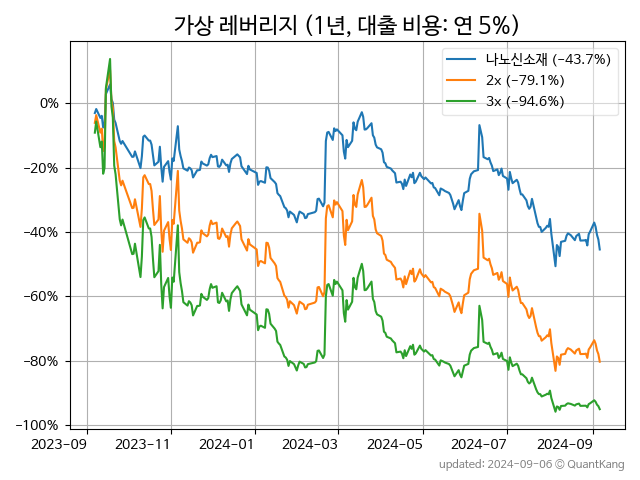 가상 레버리지 (1년, 대출 비용: 연 5%)
나노신소재 (−43.7%)
2x (−79.1%)
3x (−94.6%)
0%
−20%
−40%
−60%
−80%
−100%
2023-09 2023-11 2024-01 2024-03 2024-05 2024-07 2024-09
updated: 2024-09-06 © QuantKang